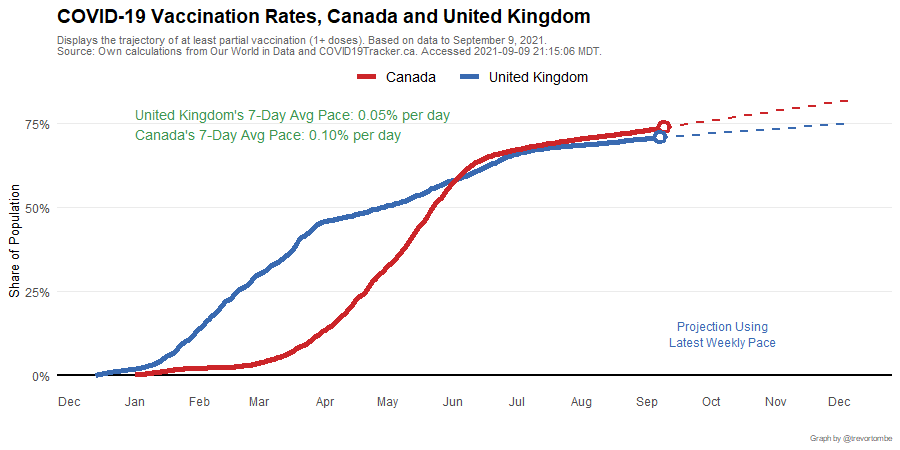 COVID-19 Vaccination Rates, Canada and United Kingdom
Displays the trajectory of at least partial vaccination (1+ doses). Based on data to September 9, 2021.
Source: Own calculations from Our World in Data and COVID19Tracker.ca. Accessed 2021-09-09 21:15:06 MDT.
Canada United Kingdom
United Kingdom's 7-Day Avg Pace: 0.05% per day
Canada's 7-Day Avg Pace: 0.10% per day
75%
50%
25%
0%
Share of Population
Projection Using
Latest Weekly Pace
Dec Jan Feb Mar Apr May Jun Jul Aug Sep Oct Nov Dec
Graph by @trevortombe